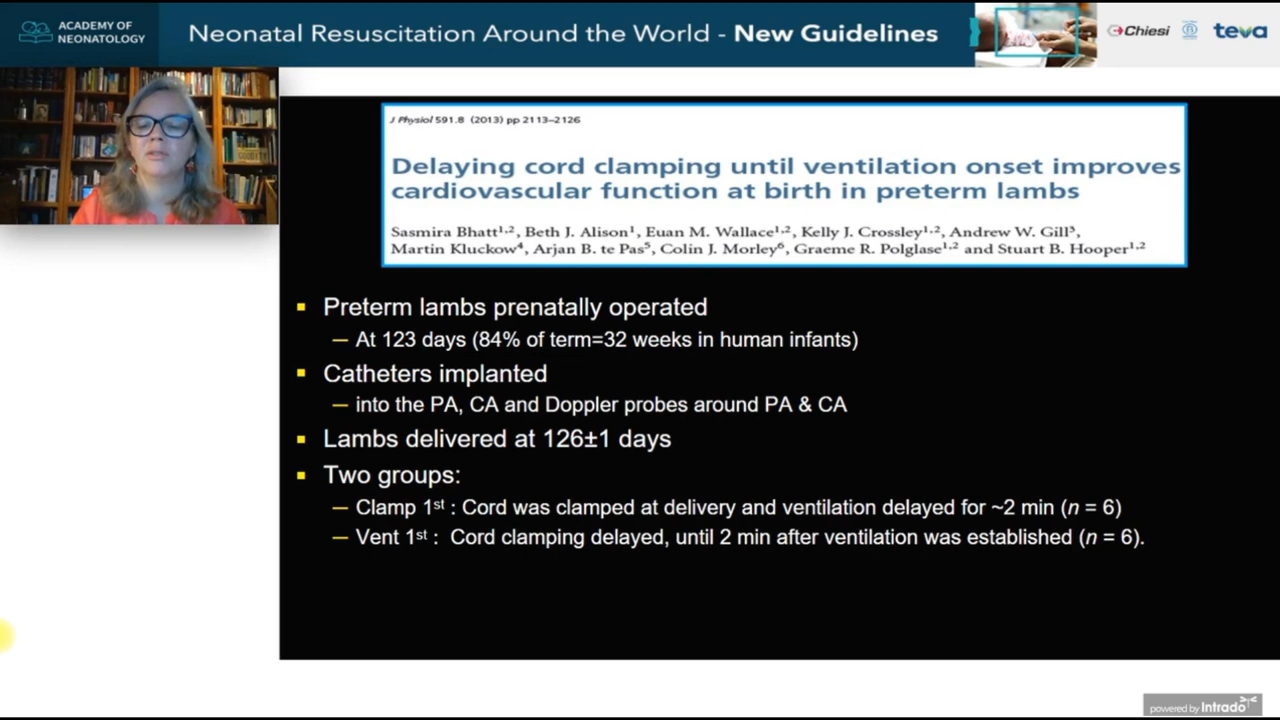 ACADEMY OF
NEONATOLOGY
Neonatal Resuscitation Around the World - New Guidelines
Chiesi
teva
J Physiol 591.8 (2013) pp 2113–2126
Delaying cord clamping until ventilation onset improves
cardiovascular function at birth in preterm lambs
Sasmira Bhatt1,2, Beth J. Alison1, Euan M. Wallace1,2, Kelly J. Crossley1,2, Andrew W. Gill3,
Martin Kluckow4, Arjan B. te Pas5, Colin J. Morley6, Graeme R. Polglase1,2 and Stuart B. Hooper1,2
▪ Preterm lambs prenatally operated
– At 123 days (84% of term=32 weeks in human infants)
▪ Catheters implanted
– into the PA, CA and Doppler probes around PA & CA
▪ Lambs delivered at 126±1 days
▪ Two groups:
– Clamp 1st : Cord was clamped at delivery and ventilation delayed for ~2 min (n = 6)
– Vent 1st : Cord clamping delayed, until 2 min after ventilation was established (n = 6).
powered by Intrado